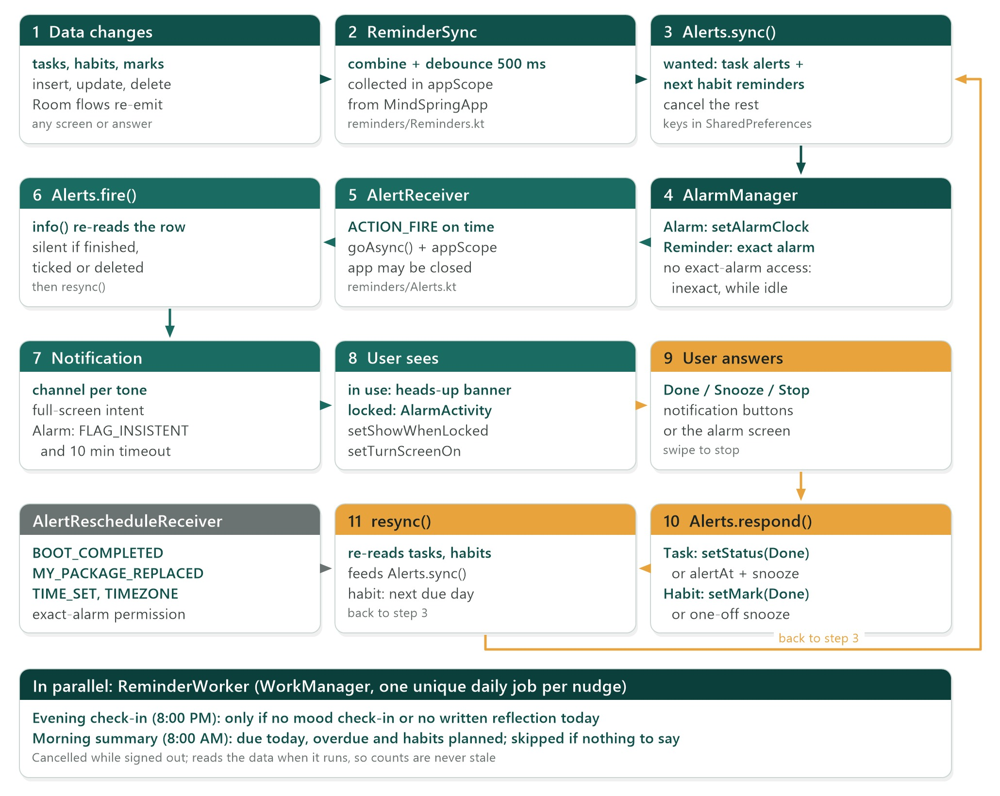 1 Data changes
tasks, habits, marks
insert, update, delete
Room flows re-emit
any screen or answer
2 ReminderSync
combine + debounce 500 ms
collected in appScope
from MindSpringApp
reminders/Reminders.kt
3 Alerts.sync()
wanted: task alerts +
next habit reminders
cancel the rest
keys in SharedPreferences
4 AlarmManager
Alarm: setAlarmClock
Reminder: exact alarm
no exact-alarm access:
inexact, while idle
5 AlertReceiver
ACTION_FIRE on time
goAsync() + appScope
app may be closed
reminders/Alerts.kt
6 Alerts.fire()
info() re-reads the row
silent if finished,
ticked or deleted
then resync()
7 Notification
channel per tone
full-screen intent
Alarm: FLAG_INSISTENT
and 10 min timeout
8 User sees
in use: heads-up banner
locked: AlarmActivity
setShowWhenLocked
setTurnScreenOn
9 User answers
Done / Snooze / Stop
notification buttons
or the alarm screen
swipe to stop
10 Alerts.respond()
Task: setStatus(Done)
or alertAt + snooze
Habit: setMark(Done)
or one-off snooze
11 resync()
re-reads tasks, habits
feeds Alerts.sync()
habit: next due day
back to step 3
AlertRescheduleReceiver
BOOT_COMPLETED
MY_PACKAGE_REPLACED
TIME_SET, TIMEZONE
exact-alarm permission
back to step 3
In parallel: ReminderWorker (WorkManager, one unique daily job per nudge)
Evening check-in (8:00 PM): only if no mood check-in or no written reflection today
Morning summary (8:00 AM): due today, overdue and habits planned; skipped if nothing to say
Cancelled while signed out; reads the data when it runs, so counts are never stale